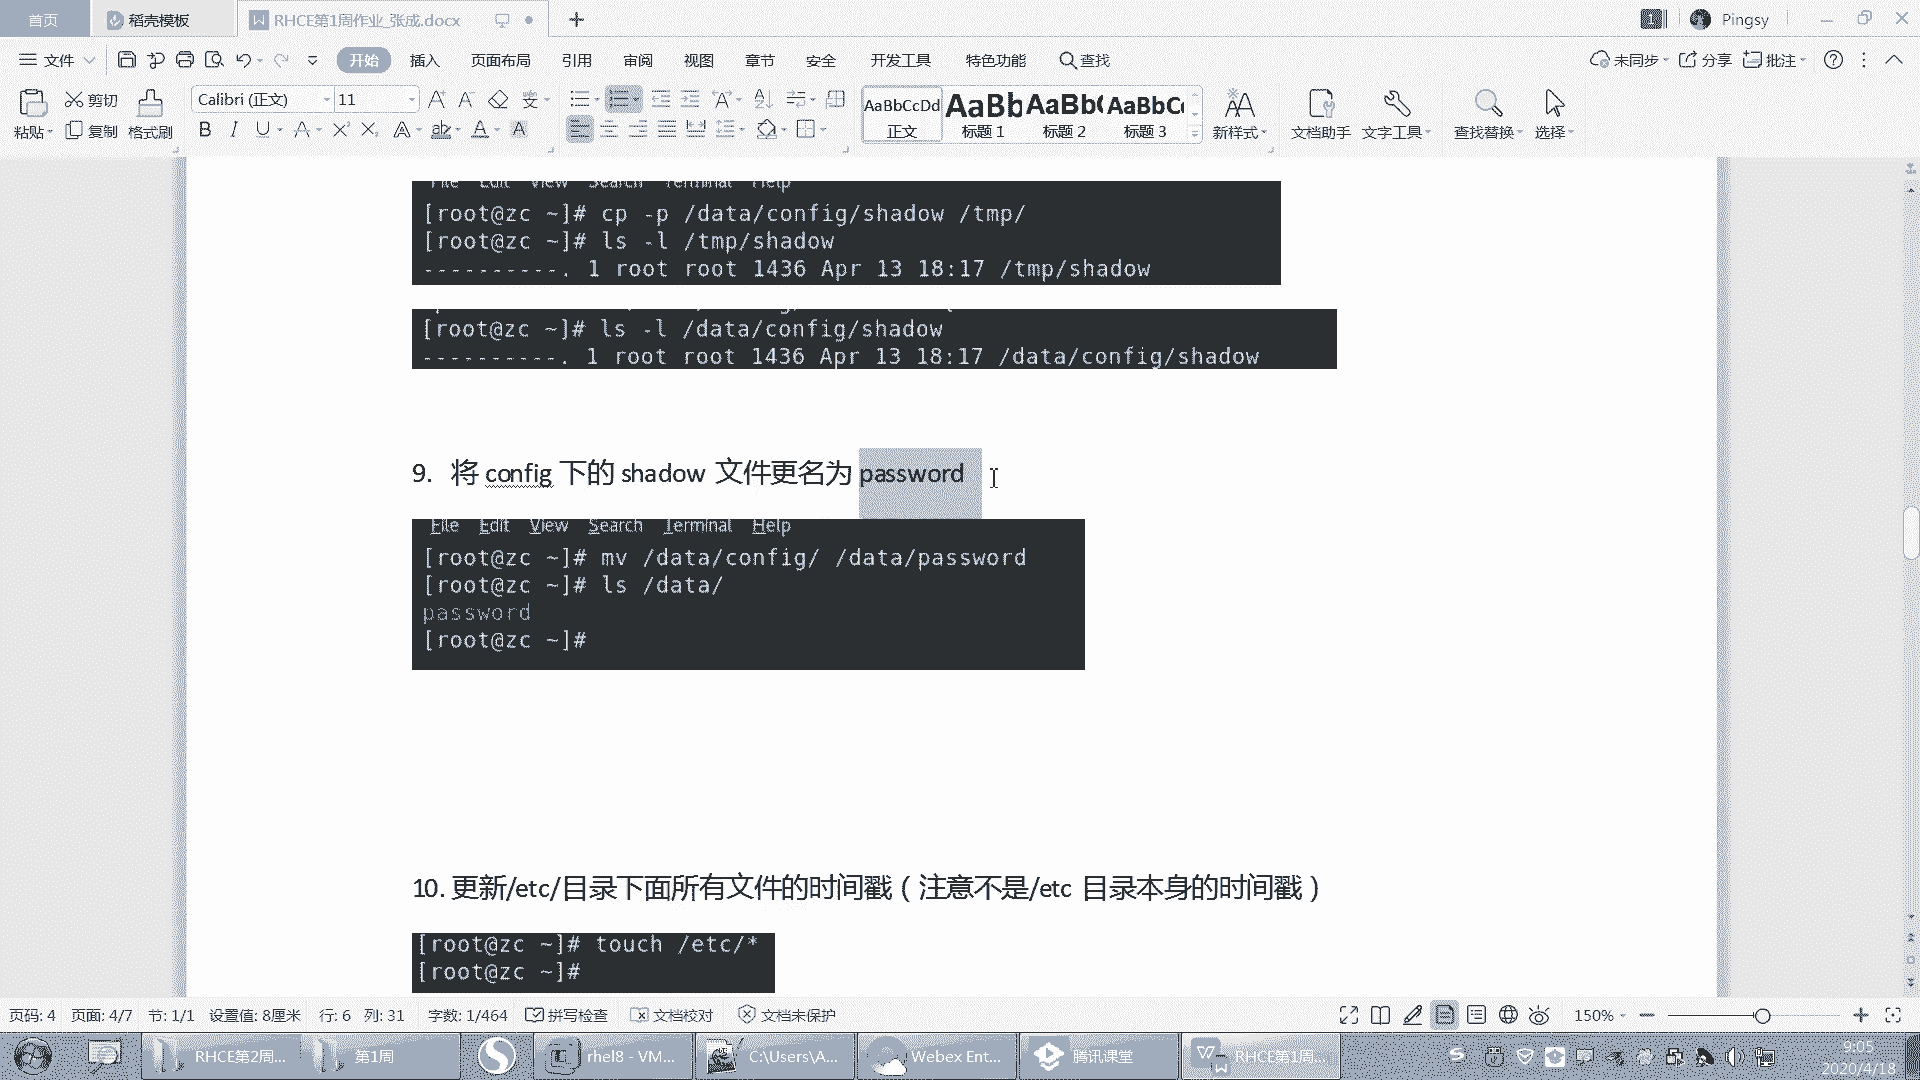 首页 稻壳模板 RHCE第1周作业_张成.docx 1 Pingsy
文件 开始 插入 页面布局 引用 审阅 视图 章节 安全 开发工具 特色功能 查找 未同步 分享 批注
粘贴 剪切 复制 格式刷 Calibri (正文) 11 AaBbCcDd 正文 AaBb 标题 1 AaBb( 标题 2 AaBbC 标题 3 新样式 文档助手 文字工具 查找替换 选择
File Edit View Search Terminal Help
[root@zc ~]# cp -p /data/config/shadow /tmp/
[root@zc ~]# ls -l /tmp/shadow
----------. 1 root root 1436 Apr 13 18:17 /tmp/shadow
[root@zc ~]# ls -l /data/config/shadow
----------. 1 root root 1436 Apr 13 18:17 /data/config/shadow
9. 将 config 下的 shadow 文件更名为 password
File Edit View Search Terminal Help
[root@zc ~]# mv /data/config/ /data/password
[root@zc ~]# ls /data/
password
[root@zc ~]#
10. 更新/etc/目录下面所有文件的时间戳（注意不是/etc 目录本身的时间戳）
[root@zc ~]# touch /etc/*
[root@zc ~]#
页码: 4 页面: 4/7 节: 1/1 设置值: 8厘米 行: 6 列: 31 字数: 1/464 拼写检查 文档校对 文档未保护 150%
RHCE第2周... 第1周 rhel8 - VM... C:\Users\A... Webex Ent... 腾讯课堂 RHCE第1周... 9:05
2020/4/18